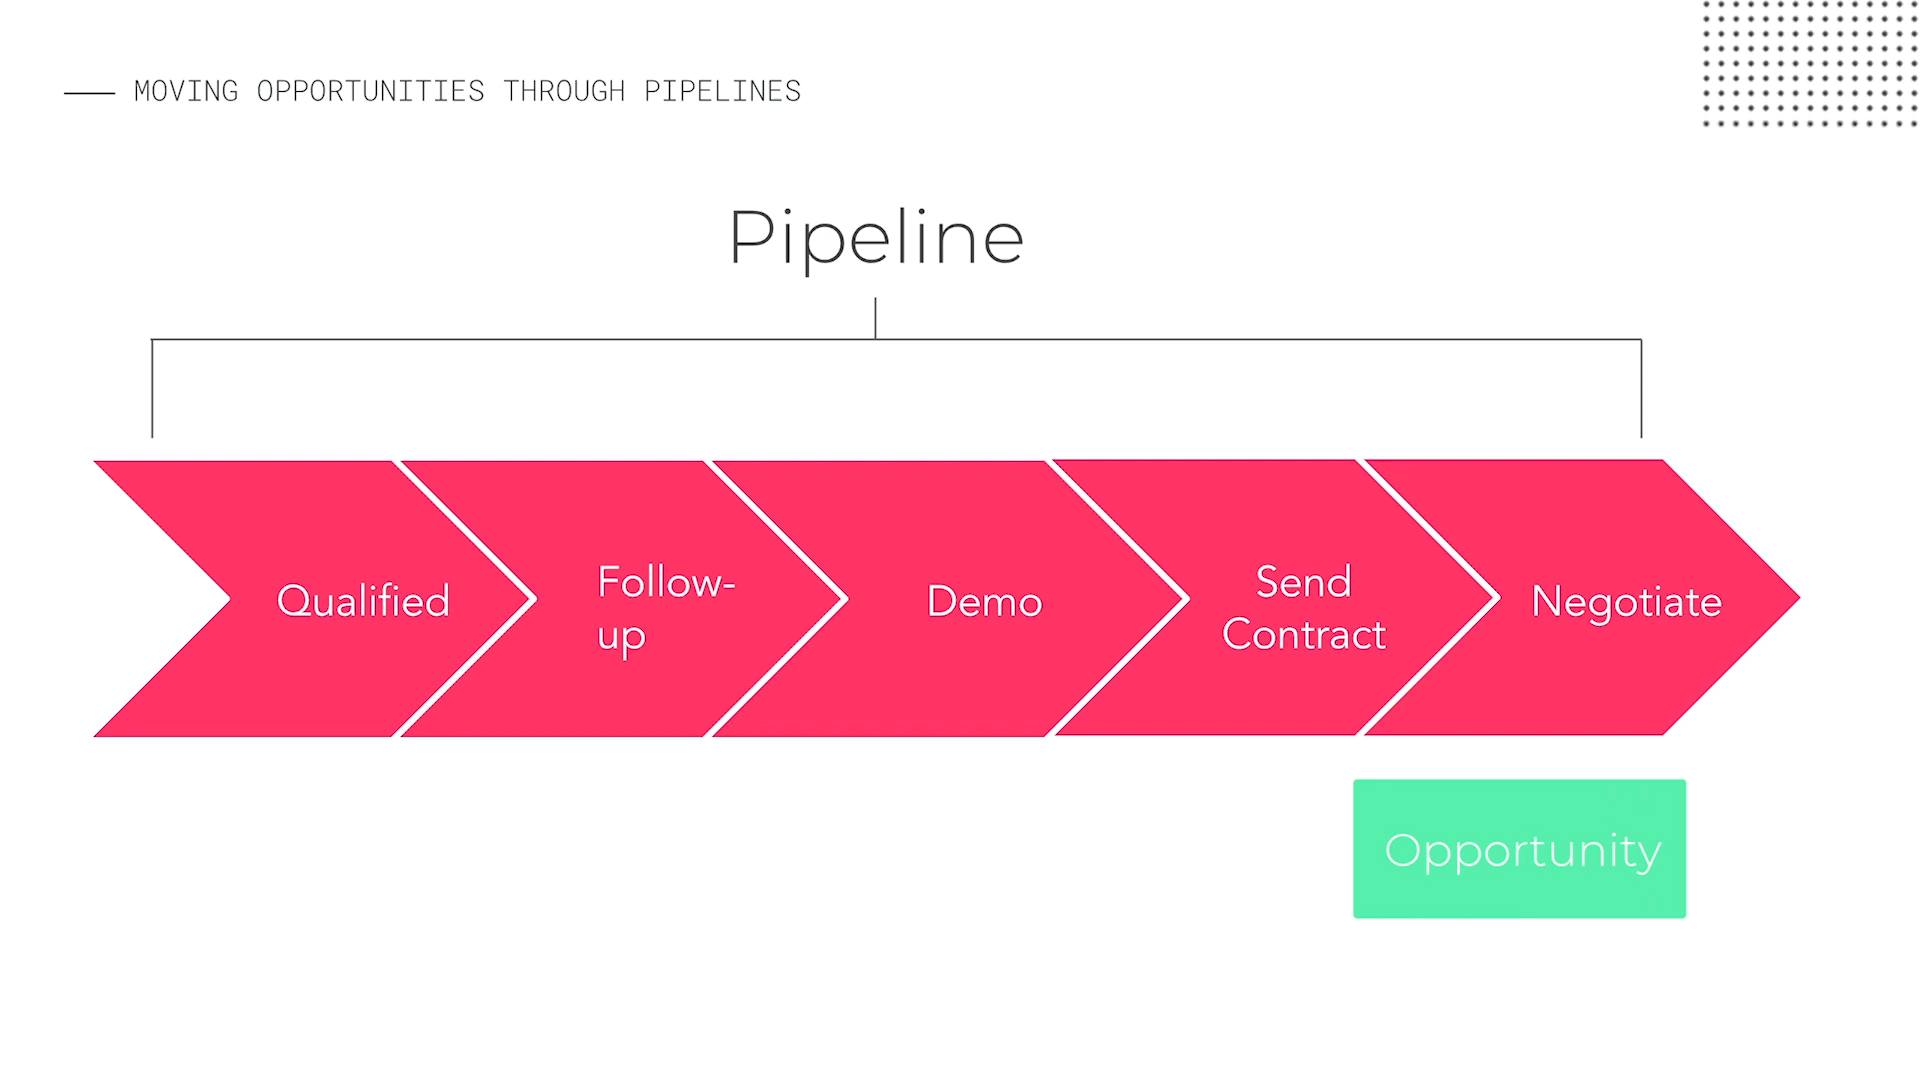 MOVING OPPORTUNITIES THROUGH PIPELINES
Pipeline
Qualified
Follow-
up
Demo
Send
Contract
Negotiate
Opportunity